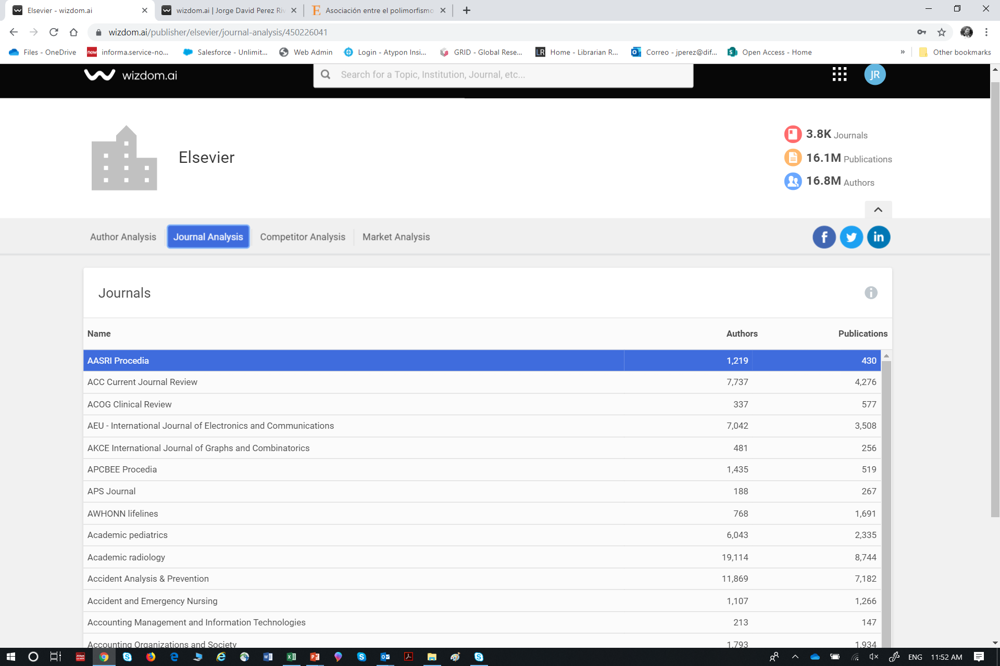 Elsevier - wizdom.ai
wizdom.ai | Jorge David Perez Riv
Asociación entre el polimorfismo
wizdom.ai/publisher/elsevier/journal-analysis/450226041
Files - OneDrive
now
informa.service-no...
Salesforce - Unlimit...
Web Admin
Login - Atypon Insi...
GRID - Global Rese...
LR
Home - Librarian R...
Correo - jperez@dif...
Open Access - Home
»
Other bookmarks
wizdom.ai
Search for a Topic, Institution, Journal, etc...
JR
Elsevier
3.8K Journals
16.1M Publications
16.8M Authors
Author Analysis Journal Analysis Competitor Analysis Market Analysis
Journals
Name Authors Publications
AASRI Procedia 1,219 430
ACC Current Journal Review 7,737 4,276
ACOG Clinical Review 337 577
AEU - International Journal of Electronics and Communications 7,042 3,508
AKCE International Journal of Graphs and Combinatorics 481 256
APCBEE Procedia 1,435 519
APS Journal 188 267
AWHONN lifelines 768 1,691
Academic pediatrics 6,043 2,335
Academic radiology 19,114 8,744
Accident Analysis & Prevention 11,869 7,182
Accident and Emergency Nursing 1,107 1,266
Accounting Management and Information Technologies 213 147
Accounting Organizations and Society 1,793 1,934
ENG 11:52 AM